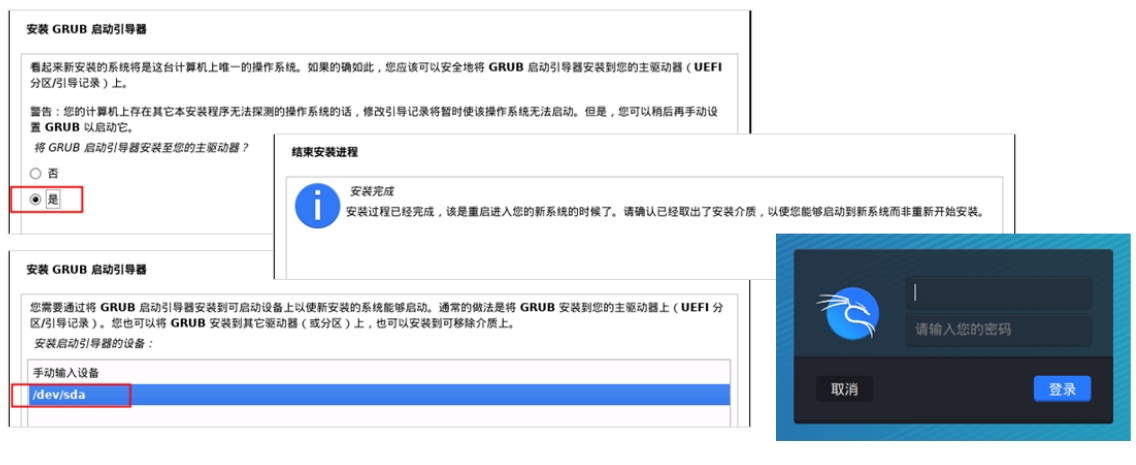 安装 GRUB 启动引导器
看起来新安装的系统将是这台计算机上唯一的操作系统。如果的确如此，您应该可以安全地将 GRUB 启动引导器安装到您的主驱动器（UEFI
分区/引导记录）上。
警告：您的计算机上存在其它本安装程序无法探测的操作系统的话，修改引导记录将暂时使该操作系统无法启动。但是，您可以稍后再手动设
置 GRUB 以启动它。
将 GRUB 启动引导器安装至您的主驱动器？
否
是
结束安装进程
安装完成
安装过程已经完成，该是重启进入您的新系统的时候了。请确认已经取出了安装介质，以使您能够启动到新系统而非重新开始安装。
安装 GRUB 启动引导器
您需要通过将 GRUB 启动引导器安装到可启动设备上以使新安装的系统能够启动。通常的做法是将 GRUB 安装到您的主驱动器上（UEFI 分
区/引导记录）。您也可以将 GRUB 安装到其它驱动器（或分区）上，也可以安装到可移除介质上。
安装启动引导器的设备：
手动输入设备
/dev/sda
请输入您的密码
取消
登录